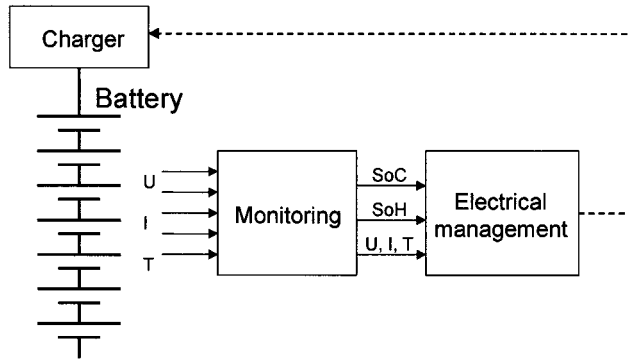 Charger
Battery
U
I
T
Monitoring
SoC
SoH
U, I, T
Electrical
management